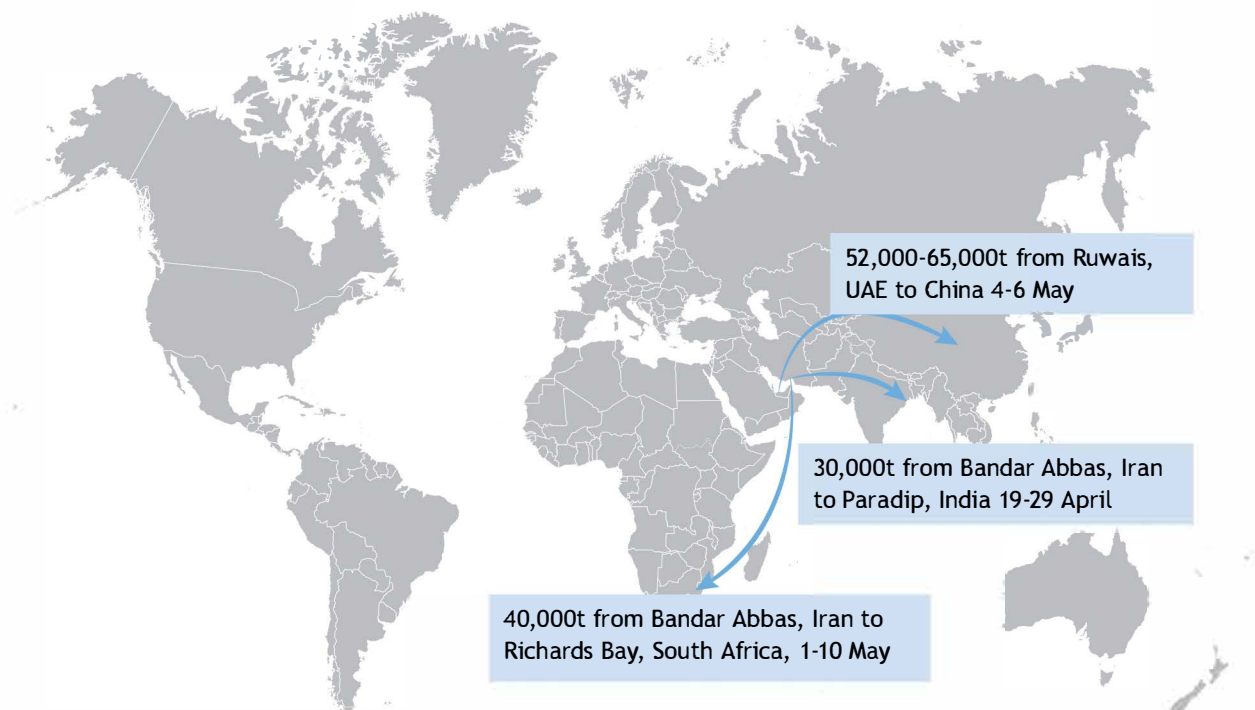 52,000-65,000t from Ruwais,
UAE to China 4-6 May
30,000t from Bandar Abbas, Iran
to Paradip, India 19-29 April
40,000t from Bandar Abbas, Iran to
Richards Bay, South Africa, 1-10 May